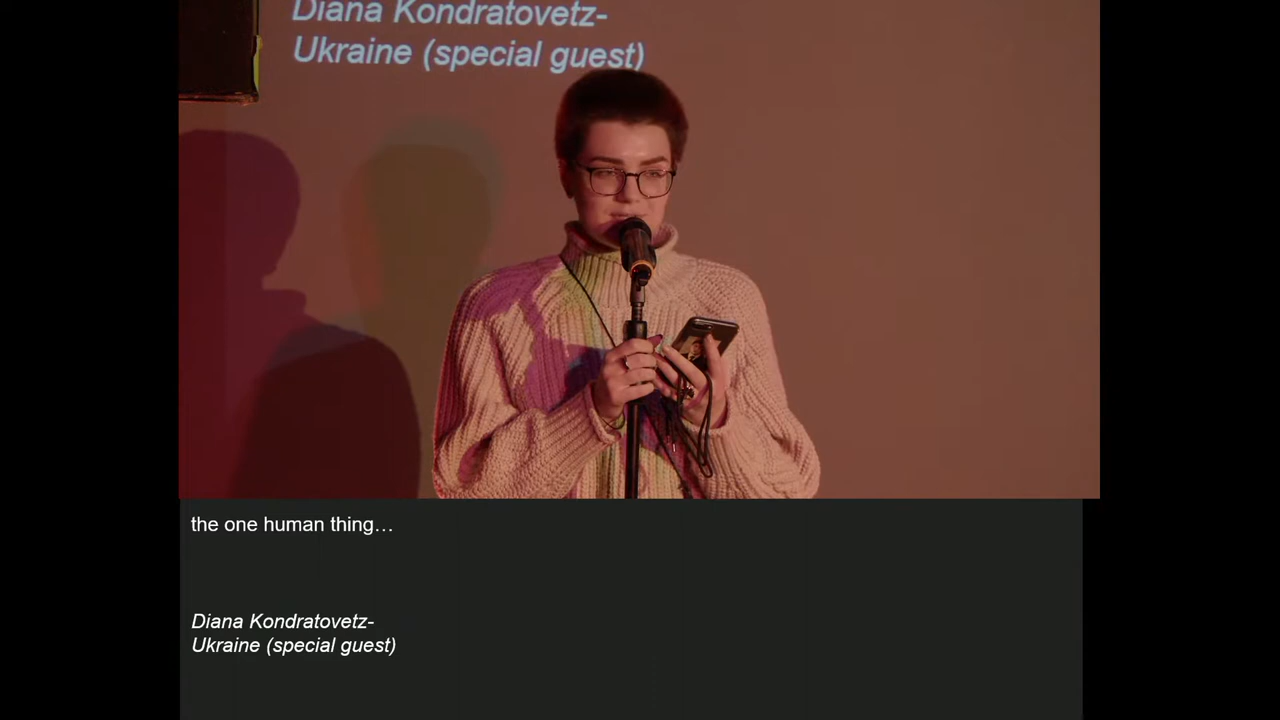 Diana Kondratovetz-
Ukraine (special guest)
the one human thing…
Diana Kondratovetz-
Ukraine (special guest)